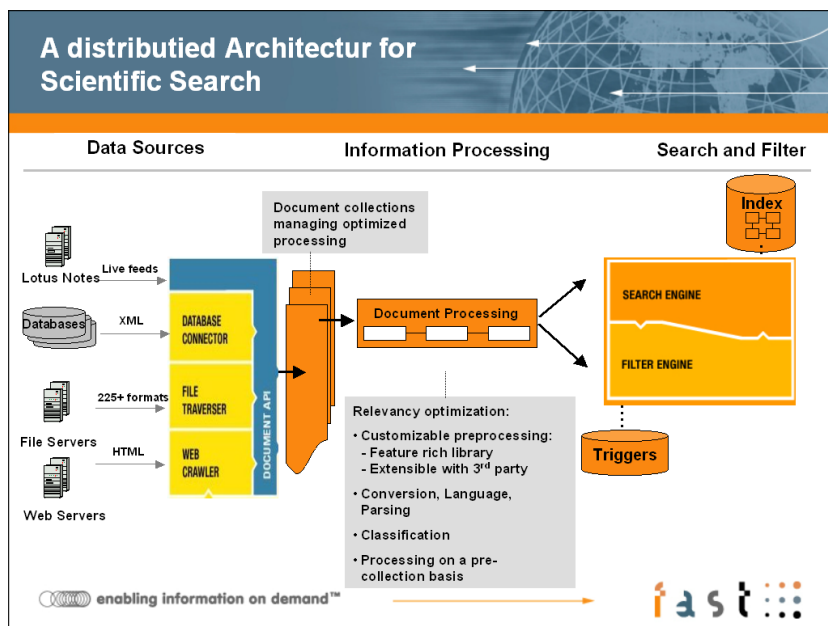 A distributied Architectur for
Scientific Search
Data Sources
Information Processing
Search and Filter
Document collections
managing optimized
processing
Index
Lotus Notes
Live feeds
Databases
XML
DATABASE
CONNECTOR
225+ formats
FILE
TRAVERSER
File Servers
HTML
WEB
CRAWLER
Web Servers
DOCUMENT API
Document Processing
SEARCH ENGINE
FILTER ENGINE
Relevancy optimization:
• Customizable preprocessing:
- Feature rich library
- Extensible with 3rd party
• Conversion, Language,
Parsing
• Classification
• Processing on a pre-
collection basis
Triggers
enabling information on demand™
fast